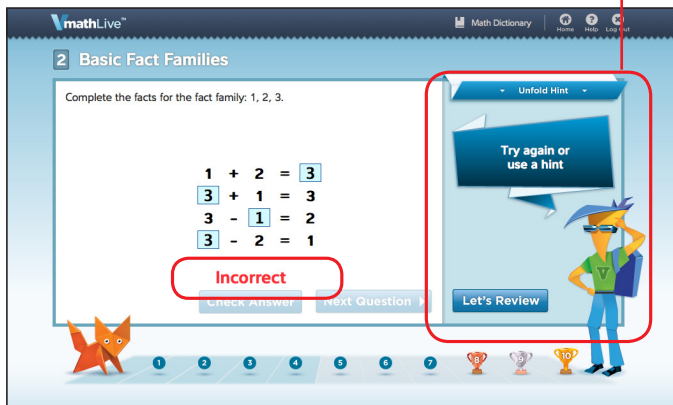 VmathLive™
Math Dictionary
Home Help Log Out
2 Basic Fact Families
Complete the facts for the fact family: 1, 2, 3.
1 + 2 = 3
3 + 1 = 3
3 - 1 = 2
3 - 2 = 1
Incorrect
Check Answer
Next Question
Unfold Hint
Try again or
use a hint
V
Let's Review
1 2 3 4 5 6 7 8 9 10